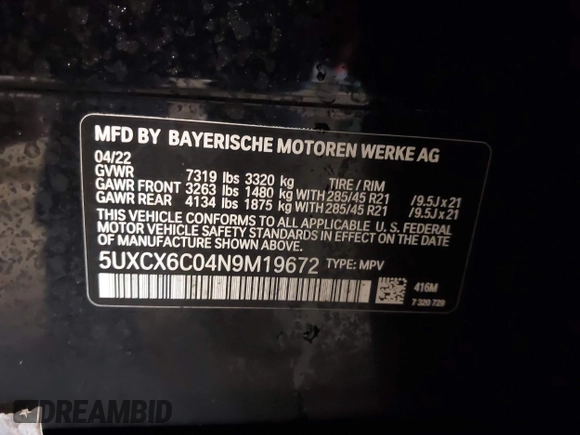 MFD BY BAYERISCHE MOTOREN WERKE AG
04/22
GVWR 7319 lbs 3320 kg TIRE / RIM
GAWR FRONT 3263 lbs 1480 kg WITH 285/45 R21 /9.5J x 21
GAWR REAR 4134 lbs 1875 kg WITH 285/45 R21 /9.5J x 21
THIS VEHICLE CONFORMS TO ALL APPLICABLE U.S. FEDERAL
MOTOR VEHICLE SAFETY STANDARDS IN EFFECT ON THE DATE
OF MANUFACTURE SHOWN ABOVE.
5UXCX6C04N9M19672 TYPE: MPV
416M
7 320 729
DREAMBID